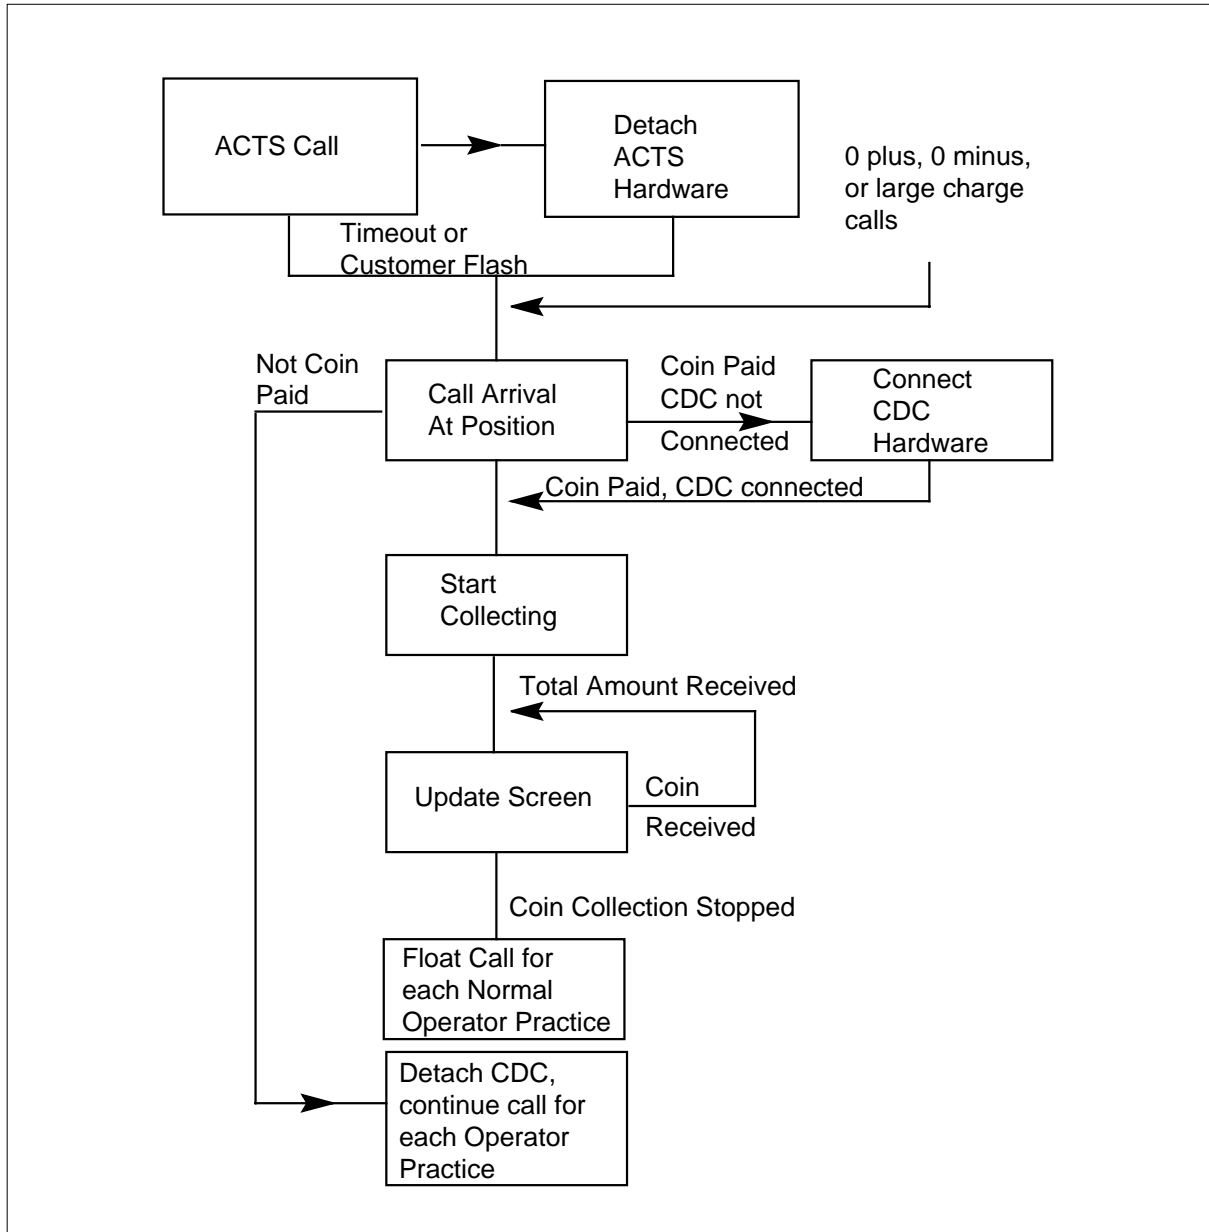 ACTS Call
Detach
ACTS
Hardware
0 plus, 0 minus,
or large charge
calls
Timeout or
Customer Flash
Not Coin
Paid
Call Arrival
At Position
Coin Paid
CDC not
Connected
Connect
CDC
Hardware
Coin Paid, CDC connected
Start
Collecting
Total Amount Received
Update Screen
Coin
Received
Coin Collection Stopped
Float Call for
each Normal
Operator Practice
Detach CDC,
continue call for
each Operator
Practice